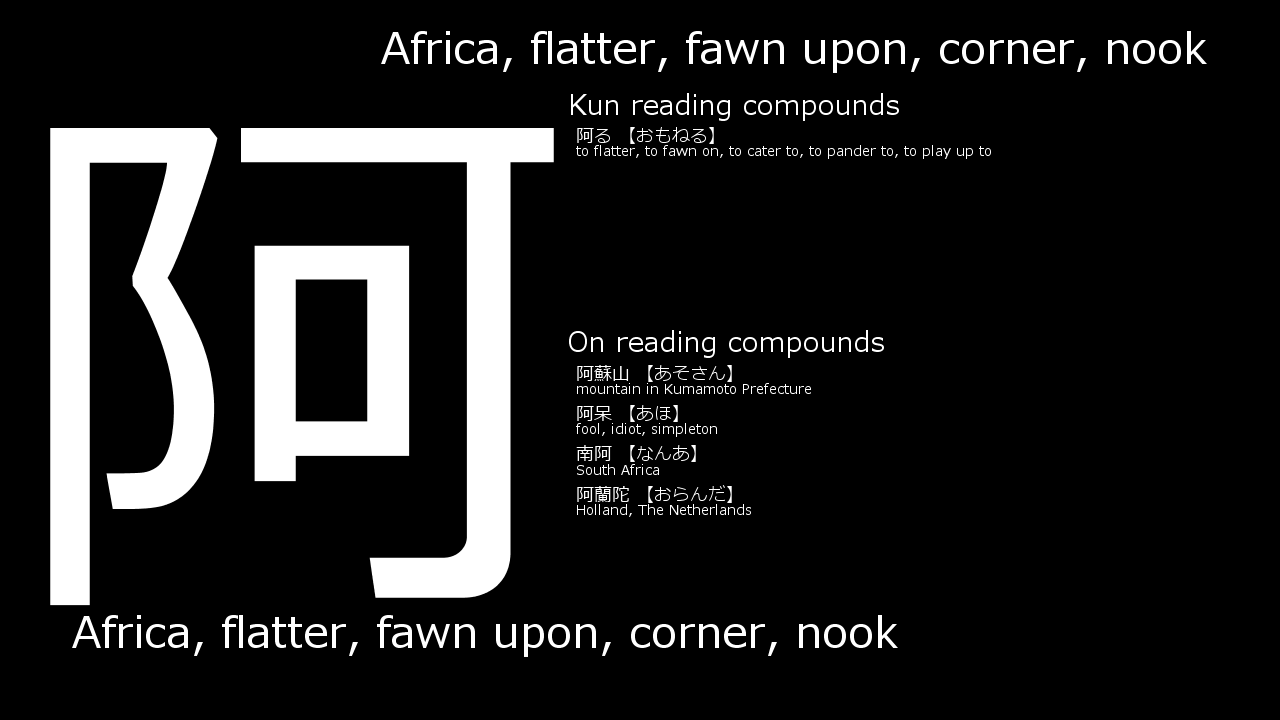 Africa, flatter, fawn upon, corner, nook
阿
Kun reading compounds
阿る 【おもねる】
to flatter, to fawn on, to cater to, to pander to, to play up to
On reading compounds
阿蘇山 【あそさん】
mountain in Kumamoto Prefecture
阿呆 【あほ】
fool, idiot, simpleton
南阿 【なんあ】
South Africa
阿蘭陀 【おらんだ】
Holland, The Netherlands
Africa, flatter, fawn upon, corner, nook